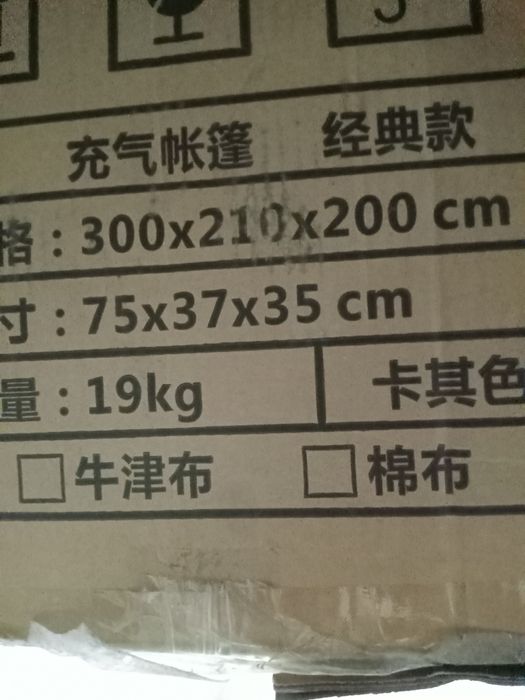 5
充气帐篷 经典款
格：300x210x200 cm
寸：75x37x35 cm
量：19kg 卡其色
牛津布 棉布